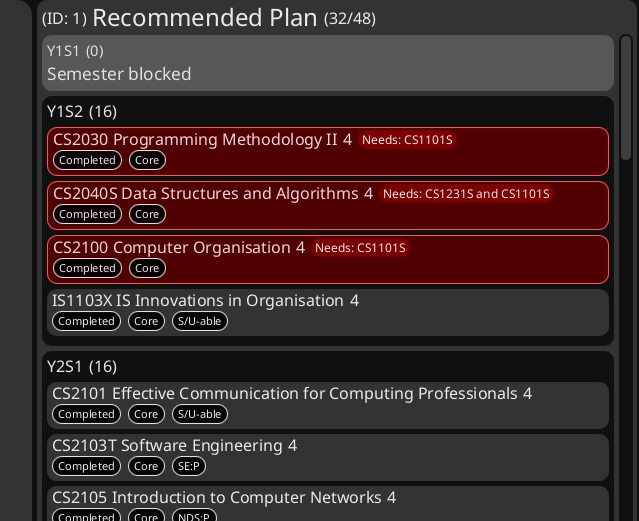 (ID: 1) Recommended Plan (32/48)
Y1S1 (0)
Semester blocked
Y1S2 (16)
CS2030 Programming Methodology II 4 Needs: CS1101S
Completed Core
CS2040S Data Structures and Algorithms 4 Needs: CS1231S and CS1101S
Completed Core
CS2100 Computer Organisation 4 Needs: CS1101S
Completed Core
IS1103X IS Innovations in Organisation 4
Completed Core S/U-able
Y2S1 (16)
CS2101 Effective Communication for Computing Professionals 4
Completed Core S/U-able
CS2103T Software Engineering 4
Completed Core SE:P
CS2105 Introduction to Computer Networks 4
Completed Core NDS:P